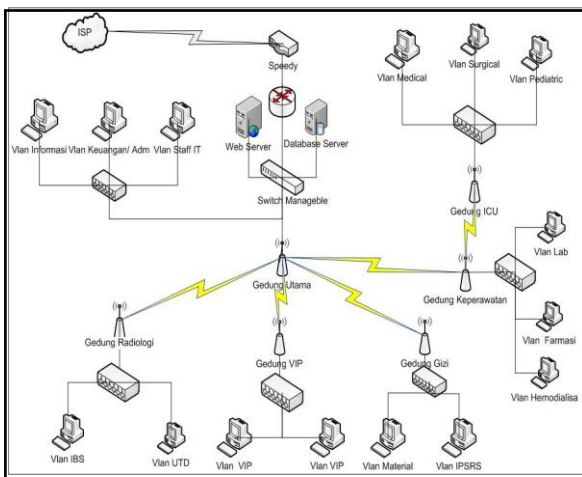 ISP
Speedy
Vlan Medical
Vlan Surgical
Vlan Pediatric
Web Server
Database Server
Vlan Informasi
Vlan Keuangan/ Adm
Vlan Staff IT
Switch Manageble
Gedung ICU
Vlan Lab
Gedung Utama
Gedung Keperawatan
Vlan Farmasi
Gedung Radiologi
Gedung VIP
Gedung Gizi
Vlan Hemodialisa
Vlan IBS
Vlan UTD
Vlan VIP
Vlan VIP
Vlan Material
Vlan IPSRS